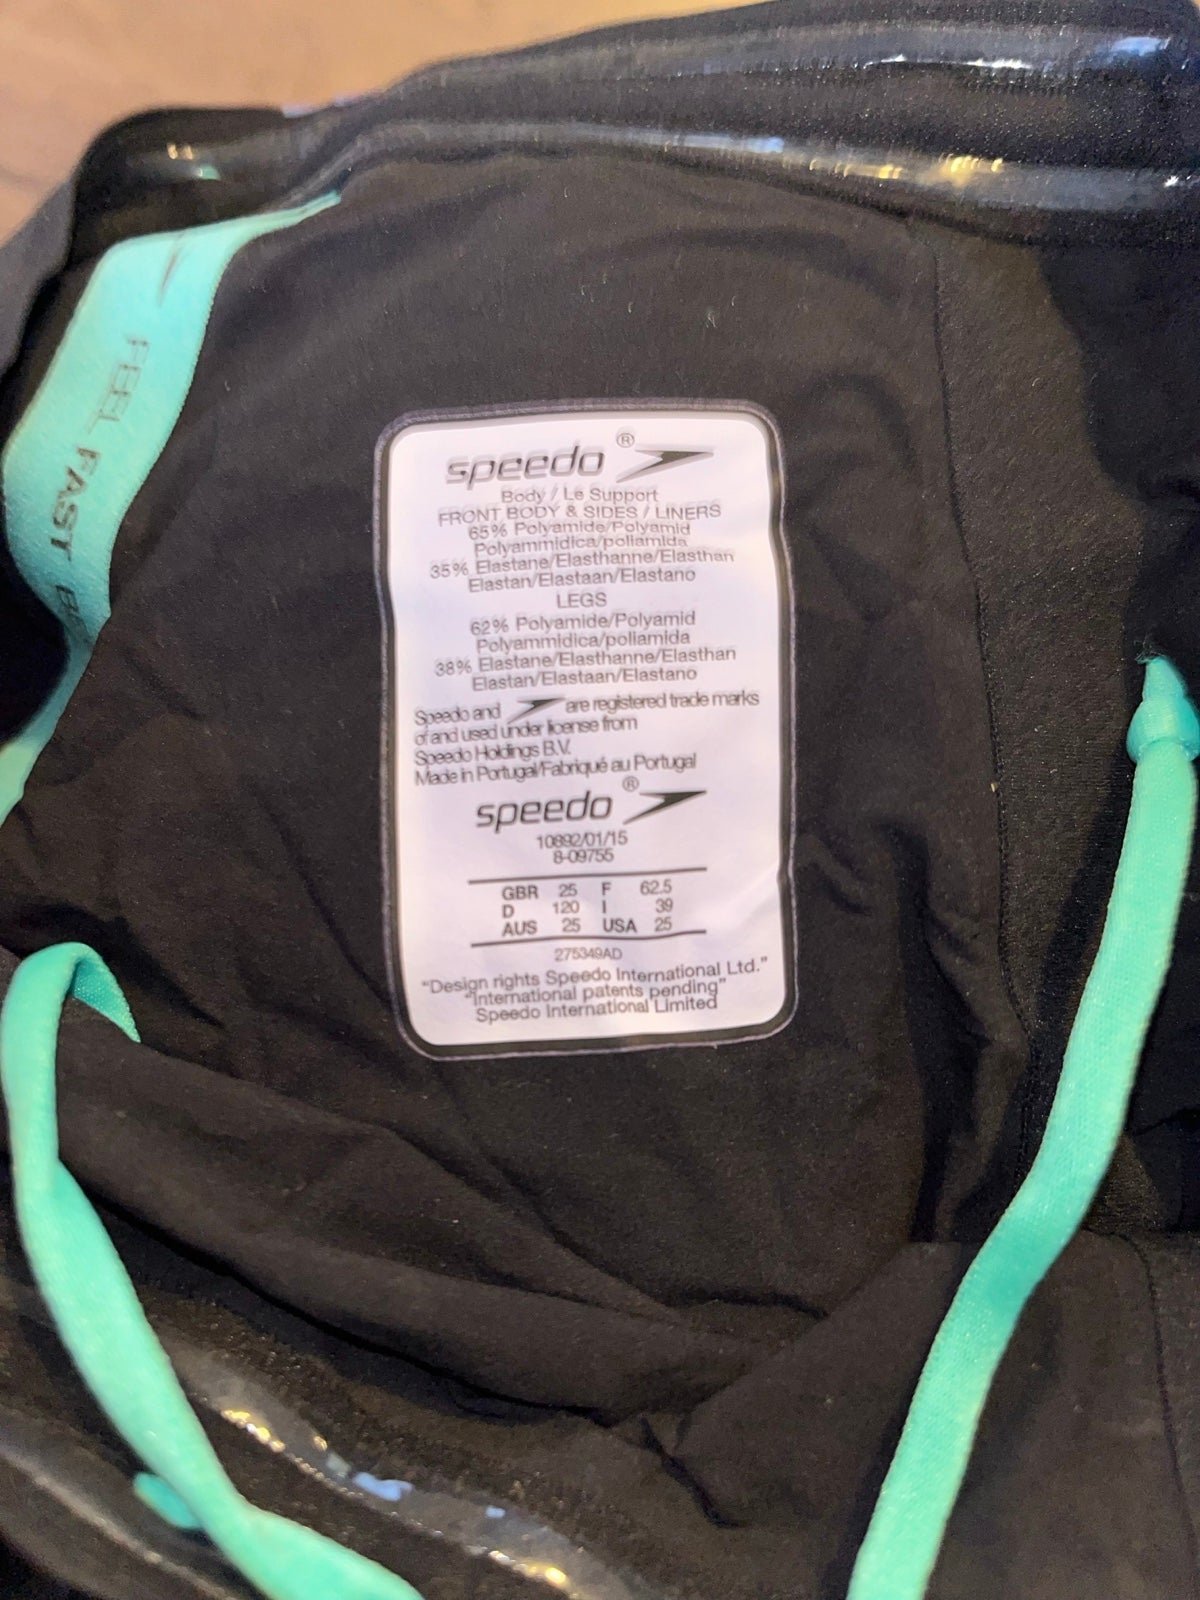 FEEL FAST
speedo®
Body / Le Support
FRONT BODY & SIDES / LINERS
65% Polyamide/Polyamid
Polyammidica/poliamida
35% Elastane/Elasthanne/Elasthan
Elastan/Elastaan/Elastano
LEGS
62% Polyamide/Polyamid
Polyammidica/poliamida
38% Elastane/Elasthanne/Elasthan
Elastan/Elastaan/Elastano
Speedo and are registered trade marks
of and used under license from
Speedo Holdings B.V.
Made in Portugal/Fabriqué au Portugal
speedo®
10892/01/15
8-09755
GBR 25 F 62.5
D 120 I 39
AUS 25 USA 25
275349AD
"Design rights Speedo International Ltd."
"International patents pending"
Speedo International Limited